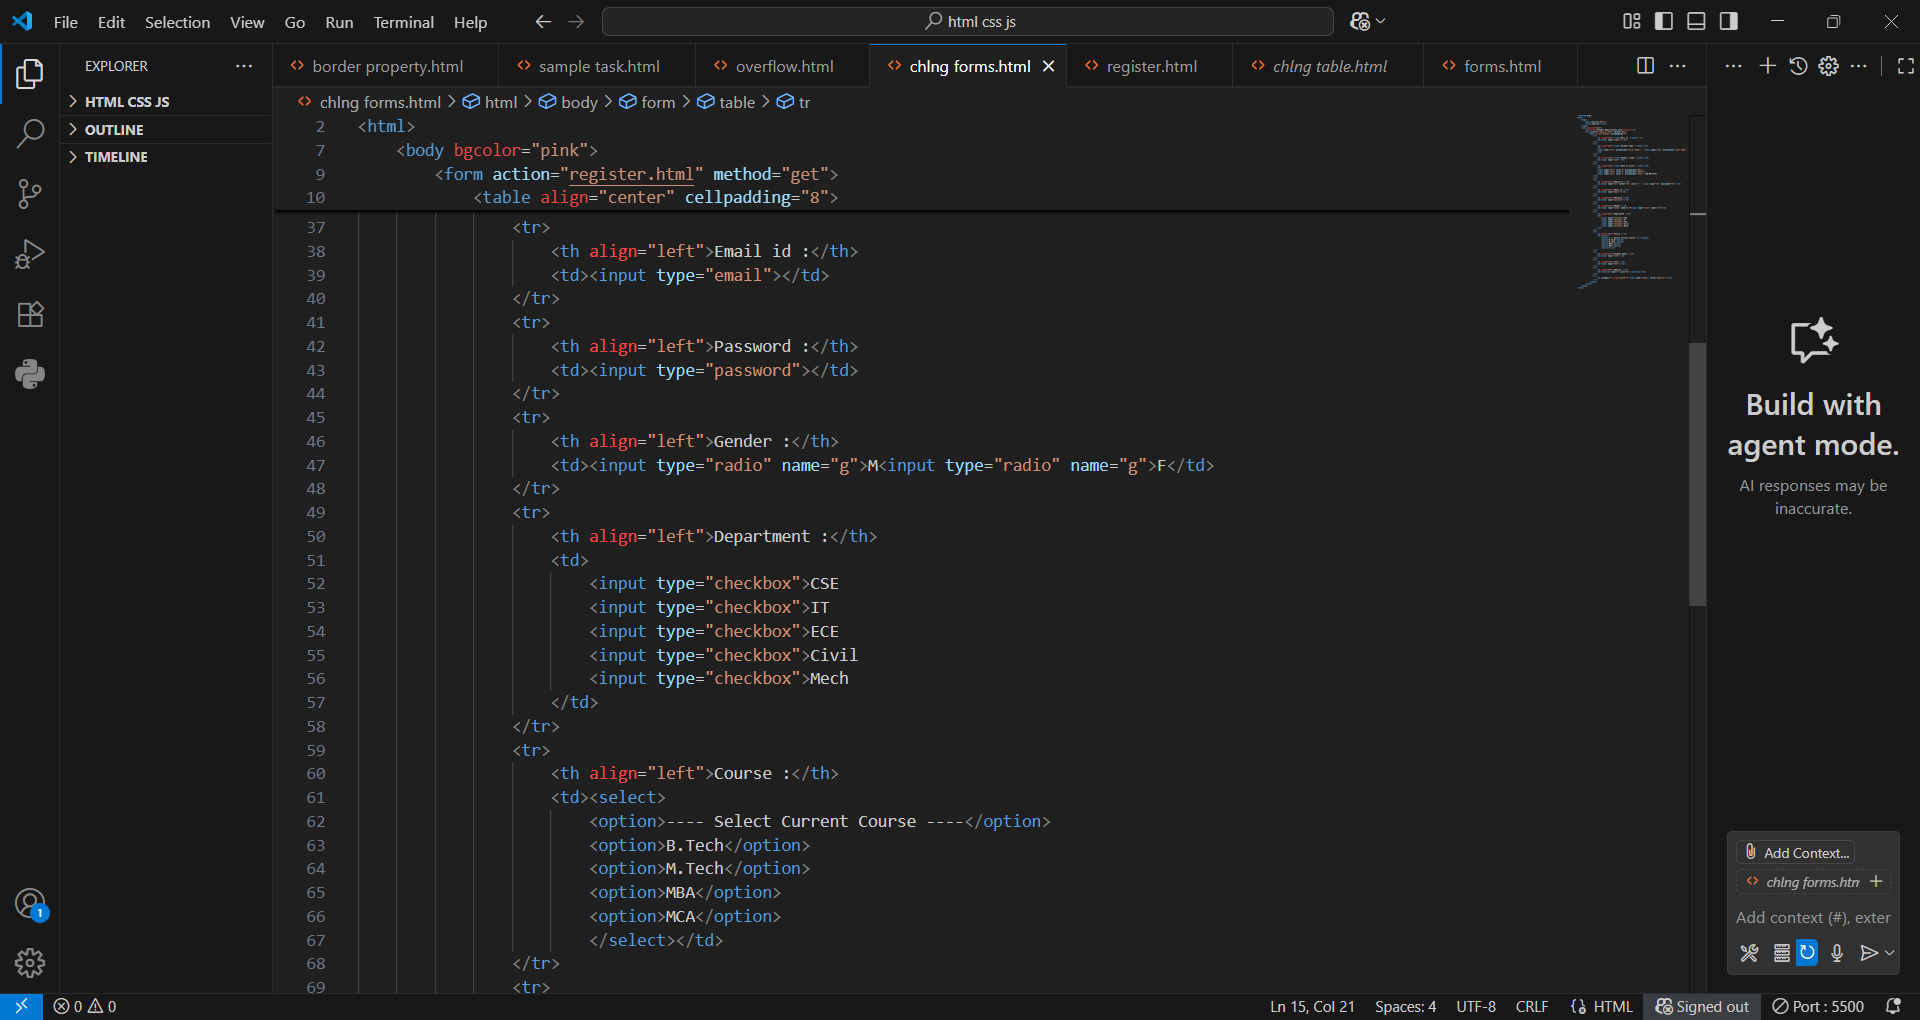 File Edit Selection View Go Run Terminal Help
html css js
EXPLORER
HTML CSS JS
OUTLINE
TIMELINE
border property.html
sample task.html
overflow.html
chlng forms.html
register.html
chlng table.html
forms.html
chlng forms.html > html > body > form > table > tr
2 <html>
7 <body bgcolor="pink">
9 <form action="register.html" method="get">
10 <table align="center" cellpadding="8">
37 <tr>
38 <th align="left">Email id :</th>
39 <td><input type="email"></td>
40 </tr>
41 <tr>
42 <th align="left">Password :</th>
43 <td><input type="password"></td>
44 </tr>
45 <tr>
46 <th align="left">Gender :</th>
47 <td><input type="radio" name="g">M<input type="radio" name="g">F</td>
48 </tr>
49 <tr>
50 <th align="left">Department :</th>
51 <td>
52 <input type="checkbox">CSE
53 <input type="checkbox">IT
54 <input type="checkbox">ECE
55 <input type="checkbox">Civil
56 <input type="checkbox">Mech
57 </td>
58 </tr>
59 <tr>
60 <th align="left">Course :</th>
61 <td><select>
62 <option>---- Select Current Course ----</option>
63 <option>B.Tech</option>
64 <option>M.Tech</option>
65 <option>MBA</option>
66 <option>MCA</option>
67 </select></td>
68 </tr>
69 <tr>
Build with
agent mode.
AI responses may be
inaccurate.
Add Context...
chlng forms.htm
Add context (#), exter
1
0 0
Ln 15, Col 21
Spaces: 4
UTF-8
CRLF
HTML
Signed out
Port : 5500